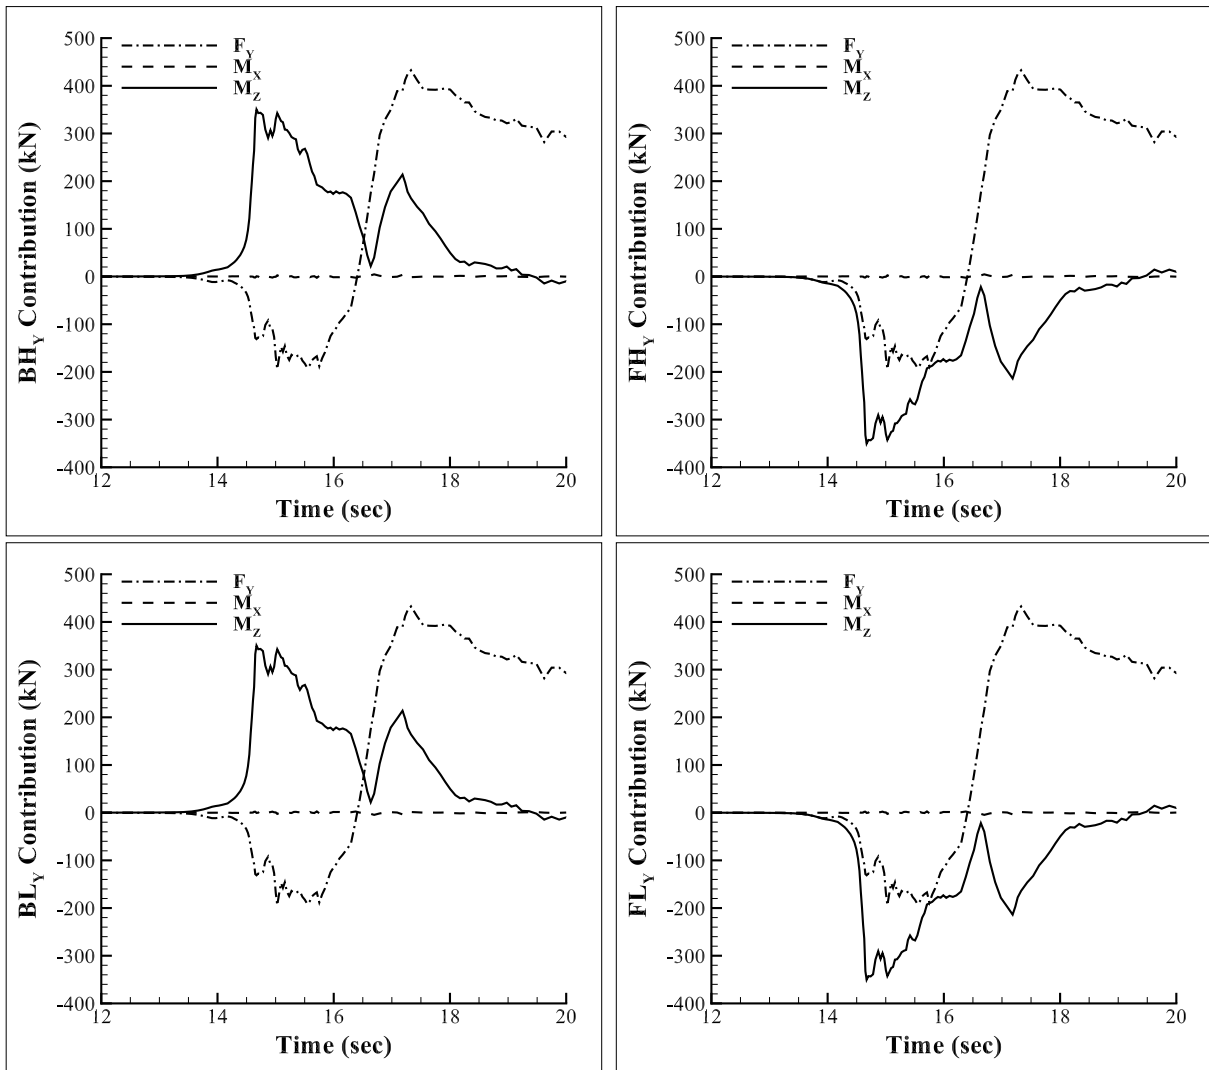 500
400
300
200
100
0
-100
-200
-300
-400
12 14 16 18 20
Time (sec)
BH_Y Contribution (kN)
F_Y
M_X
M_Z
500
400
300
200
100
0
-100
-200
-300
-400
12 14 16 18 20
Time (sec)
FH_Y Contribution (kN)
F_Y
M_X
M_Z
500
400
300
200
100
0
-100
-200
-300
-400
12 14 16 18 20
Time (sec)
BL_Y Contribution (kN)
F_Y
M_X
M_Z
500
400
300
200
100
0
-100
-200
-300
-400
12 14 16 18 20
Time (sec)
FL_Y Contribution (kN)
F_Y
M_X
M_Z